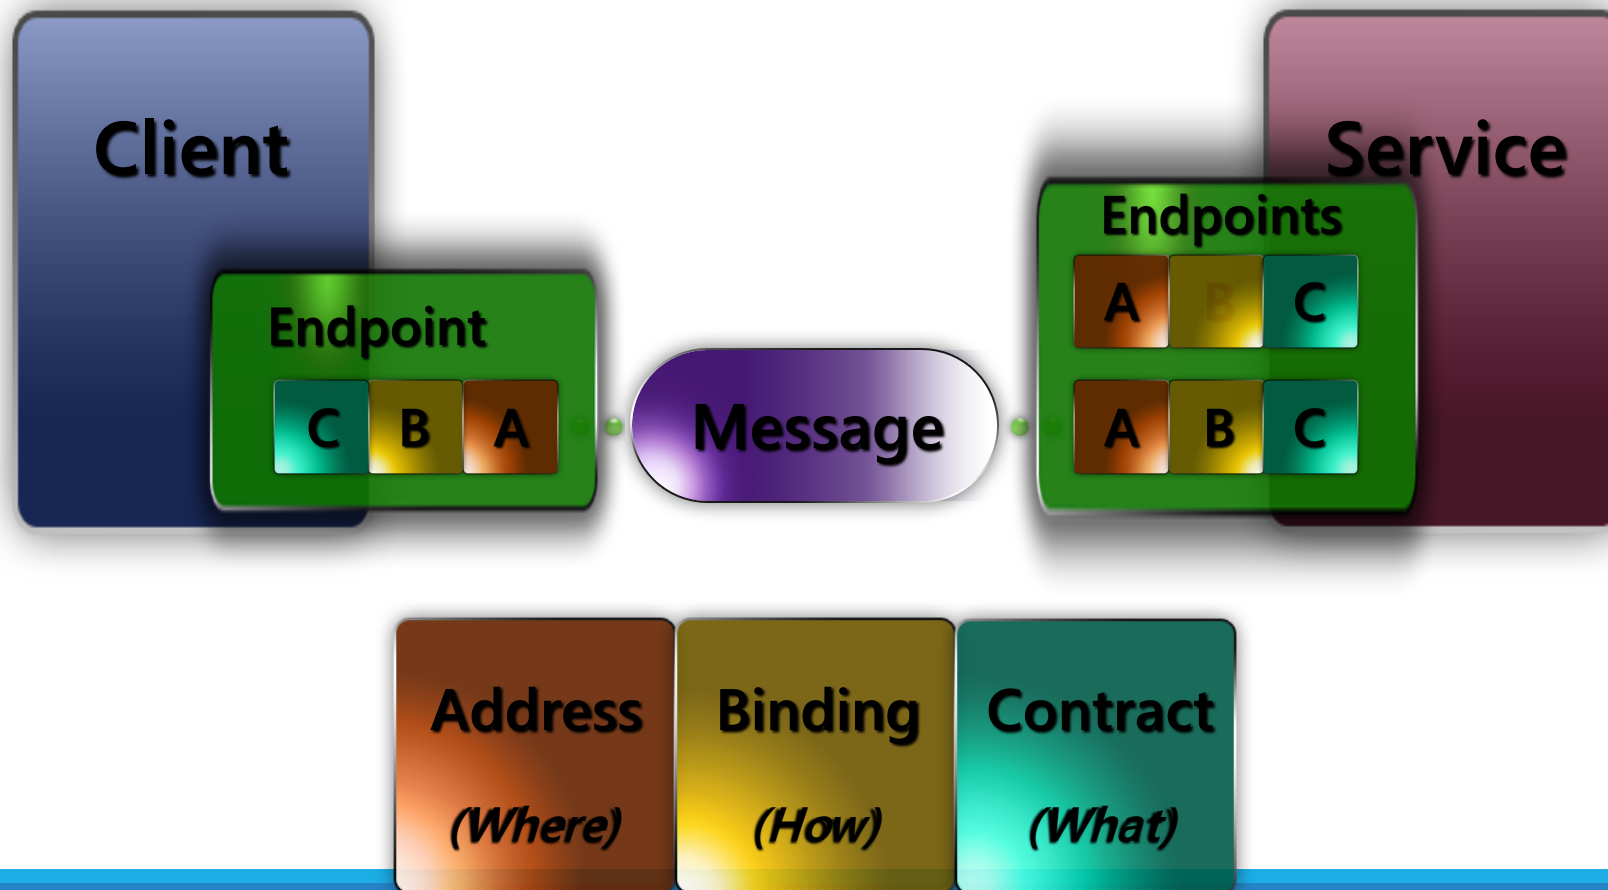 Client
Service
Endpoints
A B C
Endpoint
C B A
Message
A B C
Address
Binding
Contract
(Where)
(How)
(What)